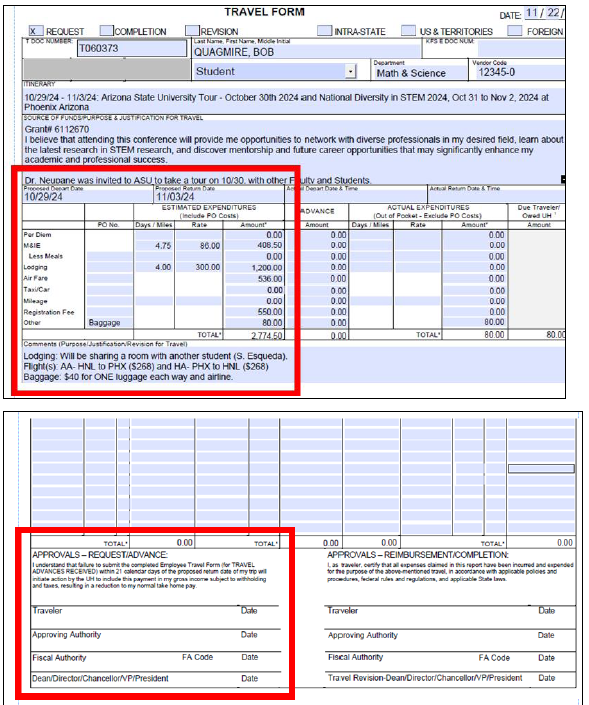 TRAVEL FORM
DATE: 11 / 22 /
X REQUEST COMPLETION REVISION INTRA-STATE US & TERRITORIES FOREIGN
T DOC NUMBER: T060373 Last Name, First Name, Middle Initial KFS E DOC NUM:
QUAGMIRE, BOB
Student Department Math & Science Vendor Code 12345-0
ITINERARY
10/29/24 - 11/3/24: Arizona State University Tour - October 30th 2024 and National Diversity in STEM 2024, Oct 31 to Nov 2, 2024 at
Phoenix Arizona
SOURCE OF FUNDS/PURPOSE & JUSTIFICATION FOR TRAVEL
Grant# 6112670
I believe that attending this conference will provide me opportunities to network with diverse professionals in my desired field, learn about
the latest research in STEM research, and discover mentorship and future career opportunities that may significantly enhance my
academic and professional success.
Dr. Neupane was invited to ASU to take a tour on 10/30, with other Faculty and Students.
Proposed Depart Date Proposed Return Date Actual Depart Date & Time Actual Return Date & Time
10/29/24 11/03/24
ESTIMATED EXPENDITURES ADVANCE ACTUAL EXPENDITURES Due Traveler/
(Include PO Costs) (Out of Pocket - Exclude PO Costs) Owed UH
PO No. Days / Miles Rate Amount* Amount Days / Miles Rate Amount* Amount
Per Diem 0.00 0.00 0.00
M&IE 4.75 86.00 408.50 0.00 0.00
Less Meals 0.00 0.00 0.00
Lodging 4.00 300.00 1,200.00 0.00 0.00
Air Fare 536.00 0.00 0.00
Taxi/Car 0.00 0.00 0.00
Mileage 0.00 0.00 0.00
Registration Fee 550.00 0.00 0.00
Other Baggage 80.00 0.00 80.00
TOTAL* 2,774.50 0.00 TOTAL* 80.00 80.00
Comments (Purpose/Justification/Revision for Travel)
Lodging: Will be sharing a room with another student (S. Esqueda).
Flight(s): AA- HNL to PHX ($268) and HA- PHX to HNL ($268)
Baggage: $40 for ONE luggage each way and airline.
TOTAL* 0.00 TOTAL* 0.00 0.00 TOTAL* 0.00
APPROVALS – REQUEST/ADVANCE: APPROVALS – REIMBURSEMENT/COMPLETION:
I understand that failure to submit the completed Employee Travel Form (for TRAVEL
ADVANCES RECEIVED) within 21 calendar days of the proposed return date of my trip will
initiate action by the UH to include this payment in my gross income subject to withholding
and taxes, resulting in a reduction to my normal take home pay.
I, as traveler, certify that all expenses claimed in this report have been incurred and expended
for the purpose of the above-mentioned travel, in accordance with applicable policies and
procedures, federal rules and regulations, and applicable State laws.
Traveler Date Traveler Date
Approving Authority Date Approving Authority Date
Fiscal Authority FA Code Date Fiscal Authority FA Code Date
Dean/Director/Chancellor/VP/President Date Travel Revision-Dean/Director/Chancellor/VP/President Date